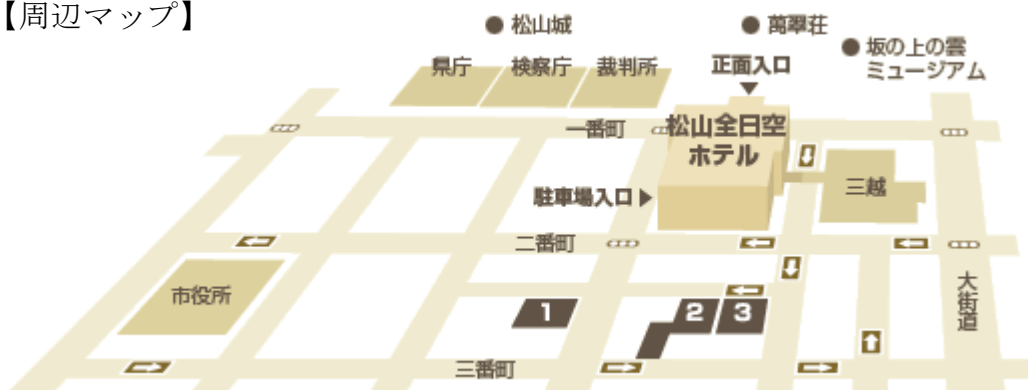 【周辺マップ】
松山城
萬翠荘
坂の上の雲
ミュージアム
県庁
検察庁
裁判所
正面入口
一番町
松山全日空
ホテル
三越
駐車場入口
二番町
市役所
大街道
1
2
3
三番町